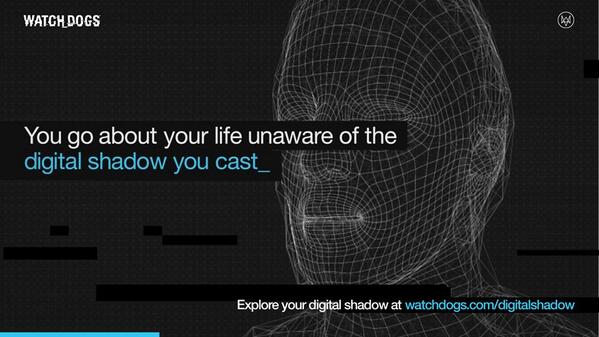 WATCH_DOGS
You go about your life unaware of the
digital shadow you cast_
Explore your digital shadow at watchdogs.com/digitalshadow